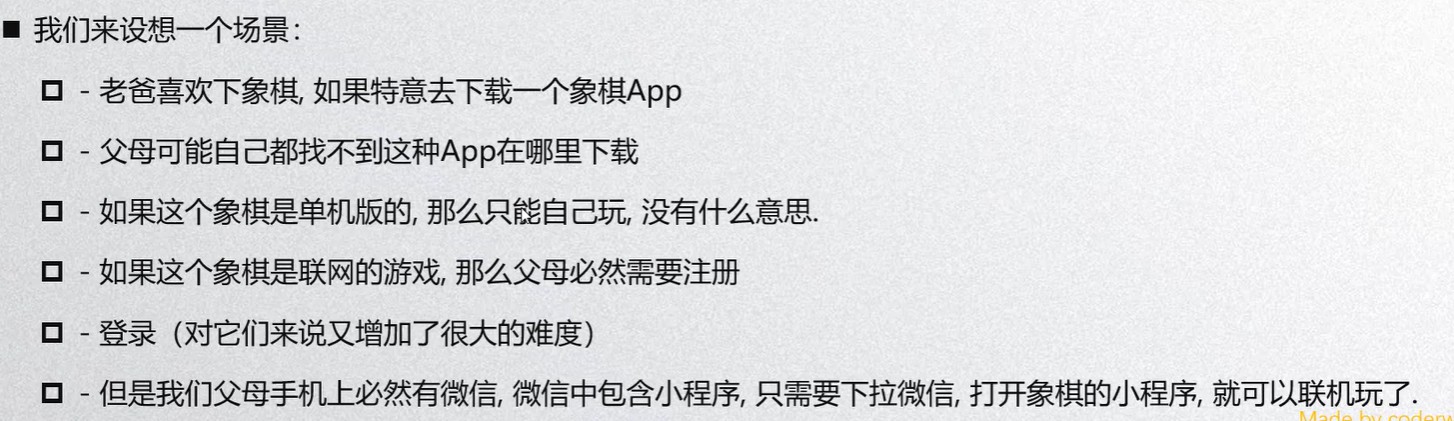 我们来设想一个场景：
- 老爸喜欢下象棋, 如果特意去下载一个象棋App
- 父母可能自己都找不到这种App在哪里下载
- 如果这个象棋是单机版的, 那么只能自己玩, 没有什么意思.
- 如果这个象棋是联网的游戏, 那么父母必然需要注册
- 登录（对它们来说又增加了很大的难度）
- 但是我们父母手机上必然有微信, 微信中包含小程序, 只需要下拉微信, 打开象棋的小程序, 就可以联机玩了.
Made by